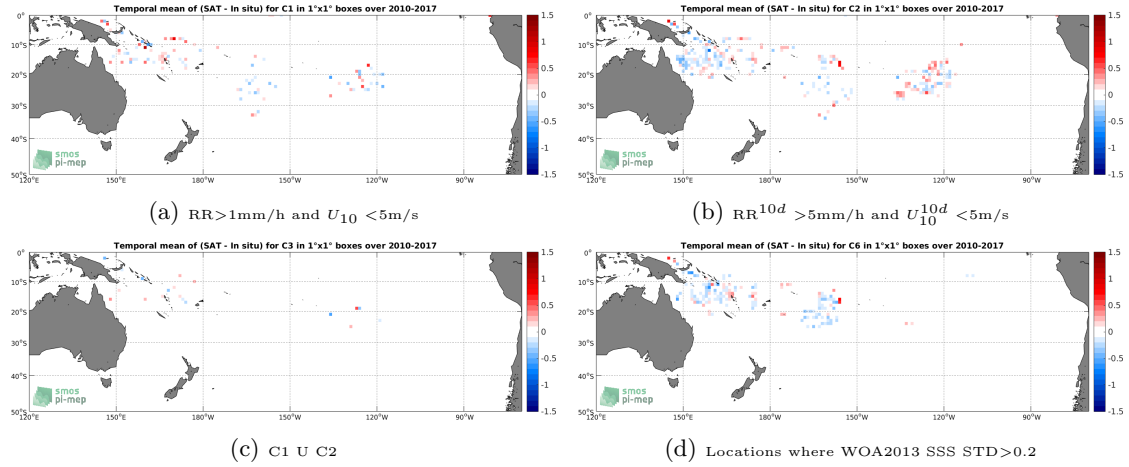 Temporal mean of (SAT - In situ) for C1 in 1°x1° boxes over 2010-2017
0°
10°S
20°S
30°S
40°S
50°S
120°E
150°E
180°W
150°W
120°W
90°W
1.5
1
0.5
0
-0.5
-1
-1.5
smos
pi-mep
(a) RR>1mm/h and U10 <5m/s
Temporal mean of (SAT - In situ) for C2 in 1°x1° boxes over 2010-2017
0°
10°S
20°S
30°S
40°S
50°S
120°E
150°E
180°W
150°W
120°W
90°W
1.5
1
0.5
0
-0.5
-1
-1.5
smos
pi-mep
(b) RR10d >5mm/h and U10d10 <5m/s
Temporal mean of (SAT - In situ) for C3 in 1°x1° boxes over 2010-2017
0°
10°S
20°S
30°S
40°S
50°S
120°E
150°E
180°W
150°W
120°W
90°W
1.5
1
0.5
0
-0.5
-1
-1.5
smos
pi-mep
(c) C1 U C2
Temporal mean of (SAT - In situ) for C6 in 1°x1° boxes over 2010-2017
0°
10°S
20°S
30°S
40°S
50°S
120°E
150°E
180°W
150°W
120°W
90°W
1.5
1
0.5
0
-0.5
-1
-1.5
smos
pi-mep
(d) Locations where WOA2013 SSS STD>0.2